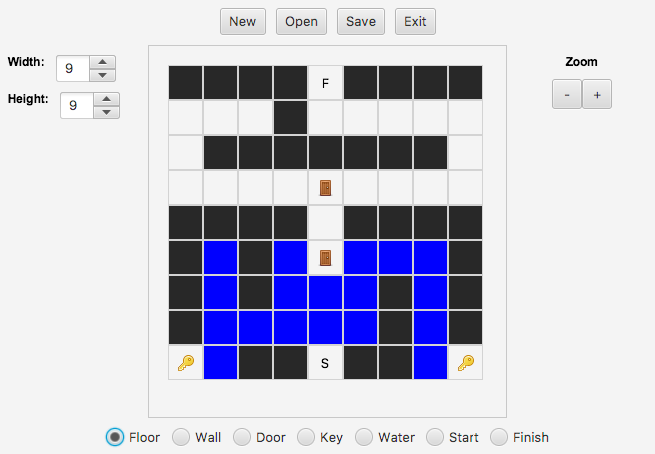 New Open Save Exit
Width: 9
Height: 9
Zoom
- +
F
S
Floor Wall Door Key Water Start Finish